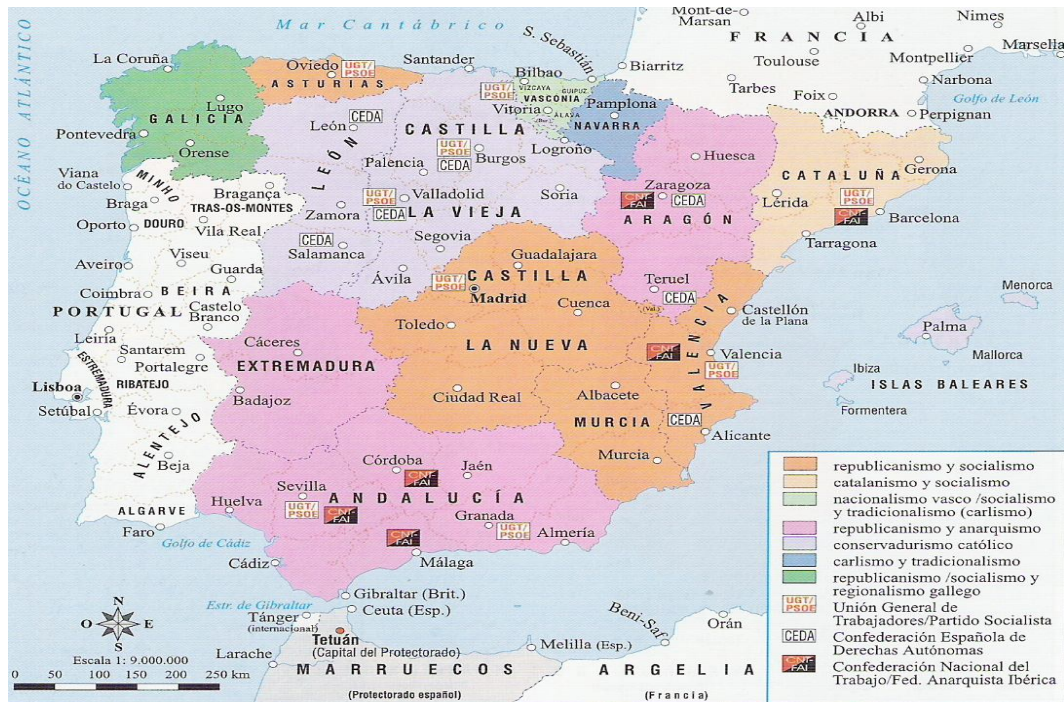 Mar Cantábrico
OCÉANO ATLÁNTICO
Mont-de-
Marsan
Albi
Nimes
FRANCIA
Toulouse
Montpellier
Marsella
La Coruña
Oviedo
UGT/
PSOE
ASTURIAS
Santander
S. Sebastián
Bilbao
Biarritz
UGT/
PSOE
VIZCAYA
GUIPUZ.
VASCONIA
Vitoria
ÁLAVA
Tarbes
Foix
Narbona
Golfo de León
ANDORRA
Perpignan
Lugo
GALICIA
Pontevedra
Orense
CEDA
León
LEÓN
CASTILLA
Pamplona
NAVARRA
UGT/
PSOE
Burgos
CEDA
Logroño
Palencia
Huesca
Gerona
CATALUÑA
Viana
do Castelo
MINHO
Bragança
TRAS-OS-MONTES
Braga
DOURO
Oporto
Vila Real
Zamora
UGT/
PSOE
Valladolid
CEDA
LA VIEJA
Soria
CNT-
FAI
Zaragoza
CEDA
ARAGÓN
Lérida
UGT/
PSOE
CNT-
FAI
Barcelona
Tarragona
CEDA
Salamanca
Segovia
Ávila
Guadalajara
Aveiro
Viseu
Guarda
BEIRA
Coimbra
PORTUGAL
Castelo
Branco
UGT/
PSOE
CASTILLA
Madrid
Cuenca
Teruel
CEDA
(Val.)
Castellón
de la Plana
Menorca
Palma
Mallorca
Leiría
Santarem
Portalegre
ESTREMADURA
RIBATEJO
Lisboa
Setúbal
Évora
ALENTEJO
Beja
ALGARVE
Faro
Cáceres
EXTREMADURA
Badajoz
Toledo
LA NUEVA
Ciudad Real
Albacete
VALENCIA
CNT-
FAI
Valencia
UGT/
PSOE
Ibiza
ISLAS BALEARES
Formentera
MURCIA
CEDA
Alicante
Murcia
Córdoba
CNT-
FAI
Jaén
Sevilla
ANDALUCÍA
UGT/
PSOE
CNT-
FAI
Granada
UGT/
PSOE
Huelva
CNT-
FAI
Málaga
Almería
Golfo de Cádiz
Cádiz
Gibraltar (Brit.)
Estr. de Gibraltar
Ceuta (Esp.)
Tánger
(internacional)
Tetuán
(Capital del Protectorado)
Larache
Melilla (Esp.)
Beni-Saf
Orán
MARRUECOS
(Protectorado español)
ARGELIA
(Francia)
N
O
E
S
Escala 1: 9.000.000
0
50
100
150
200
250 km
republicanismo y socialismo
catalanismo y socialismo
nacionalismo vasco /socialismo
y tradicionalismo (carlismo)
republicanismo y anarquismo
conservadurismo católico
carlismo y tradicionalismo
republicanismo /socialismo y
regionalismo gallego
UGT/
PSOE
Unión General de
Trabajadores/Partido Socialista
CEDA
Confederación Española de
Derechas Autónomas
CNT-
FAI
Confederación Nacional del
Trabajo/Fed. Anarquista Ibérica